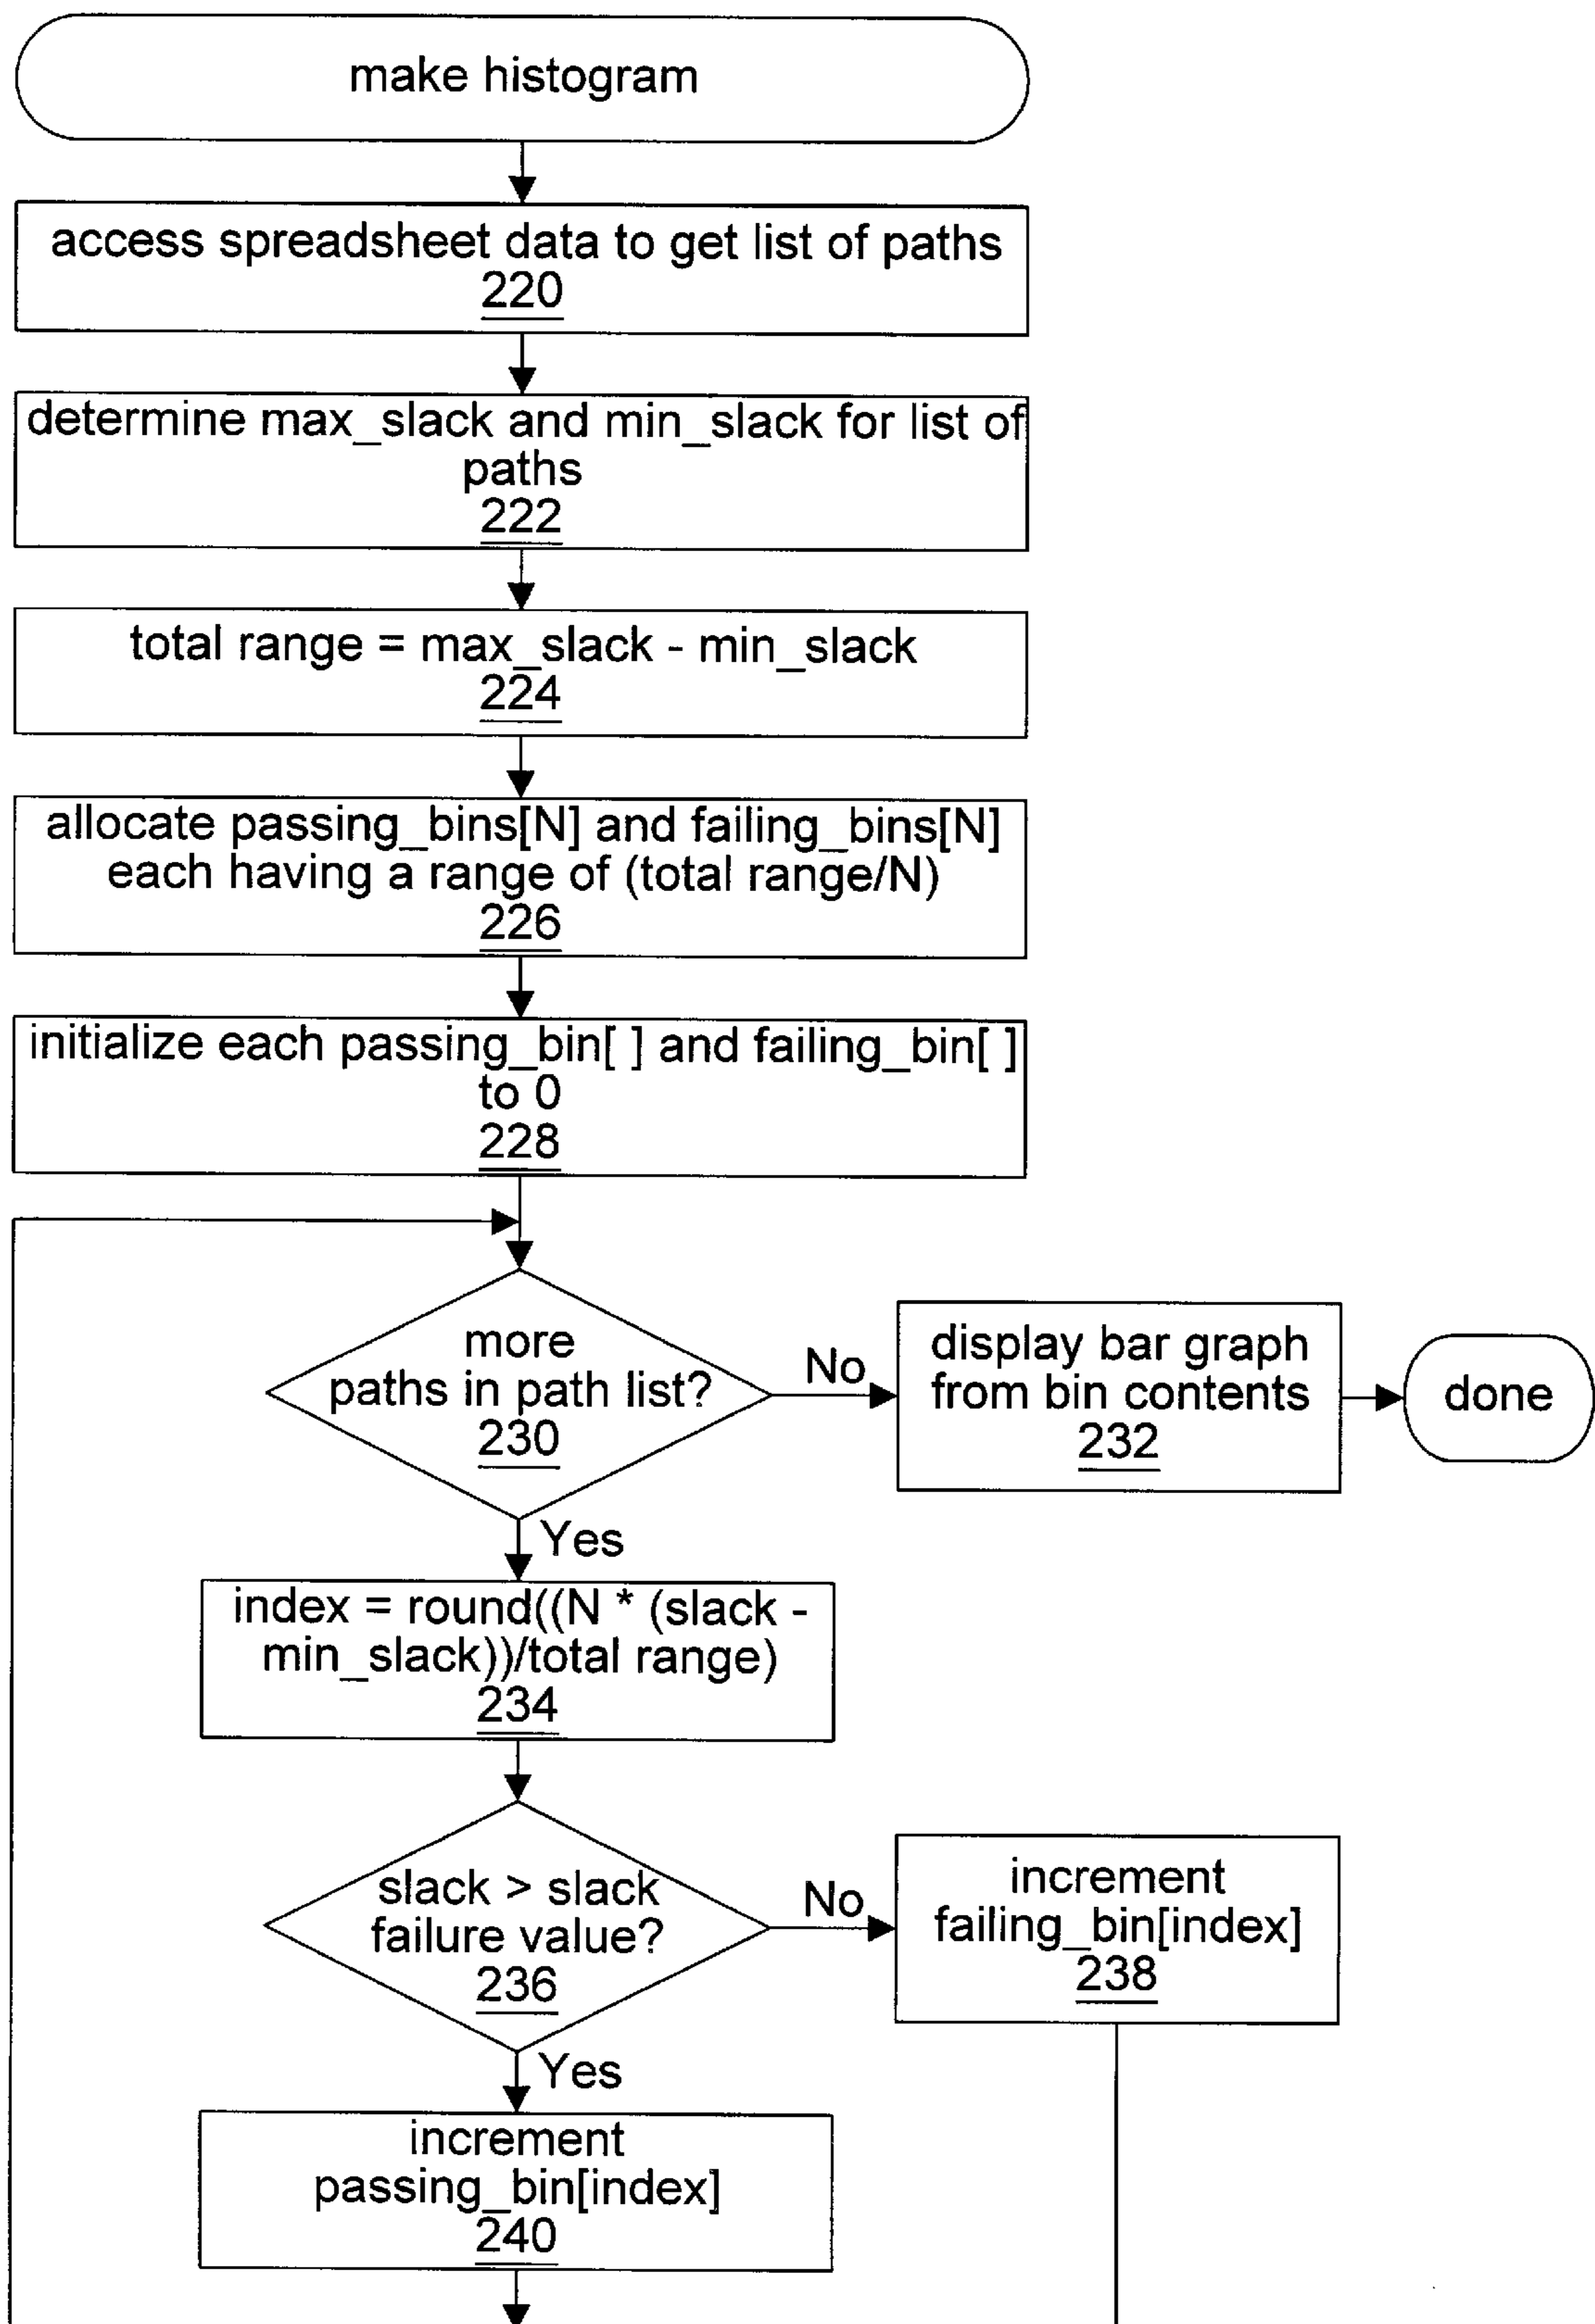 make histogram
access spreadsheet data to get list of paths
220
determine max_slack and min_slack for list of
paths
222
total range = max_slack - min_slack
224
allocate passing_bins[N] and failing_bins[N]
each having a range of (total range/N)
226
initialize each passing_bin[ ] and failing_bin[ ]
to 0
228
more
paths in path list?
230
No
display bar graph
from bin contents
232
done
Yes
index = round((N * (slack -
min_slack))/total range)
234
slack > slack
failure value?
236
No
increment
failing_bin[index]
238
Yes
increment
passing_bin[index]
240